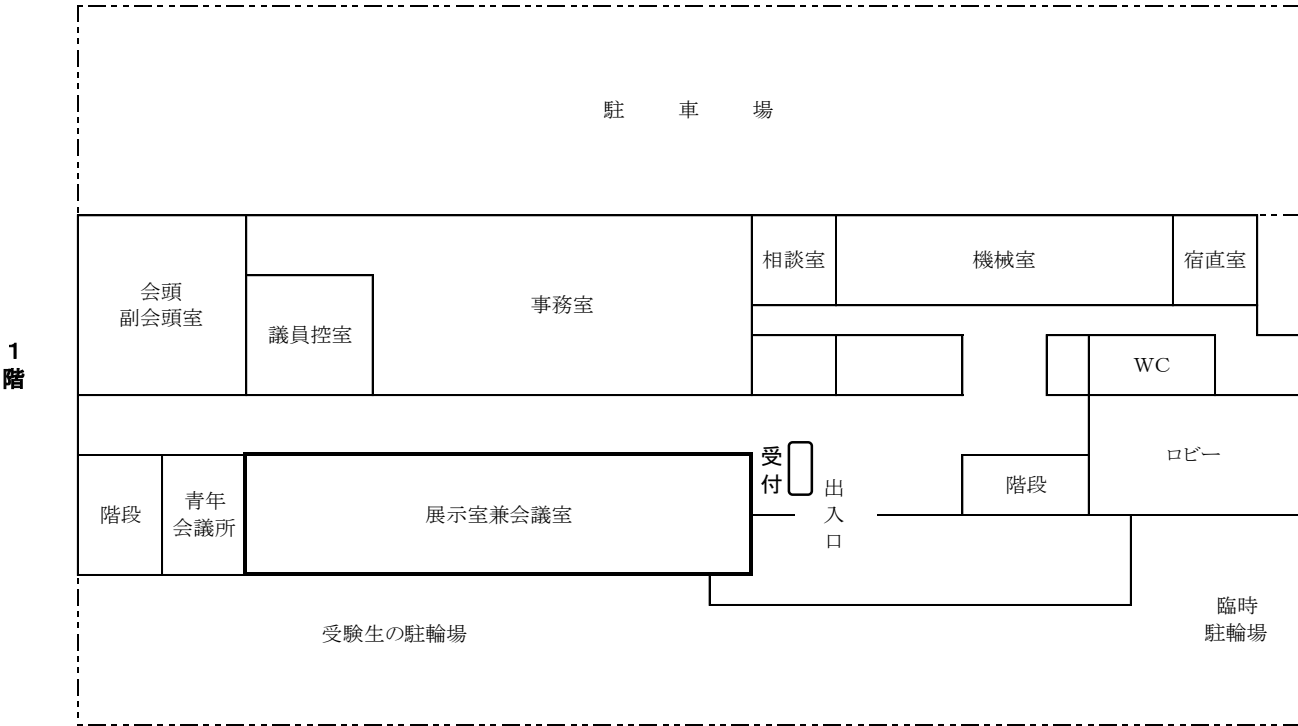 駐 車 場
相談室
機械室
宿直室
会頭
副会頭室
議員控室
事務室
1
階
WC
受
付
出
入
口
ロビー
階段
階段
青年
会議所
展示室兼会議室
受験生の駐輪場
臨時
駐輪場